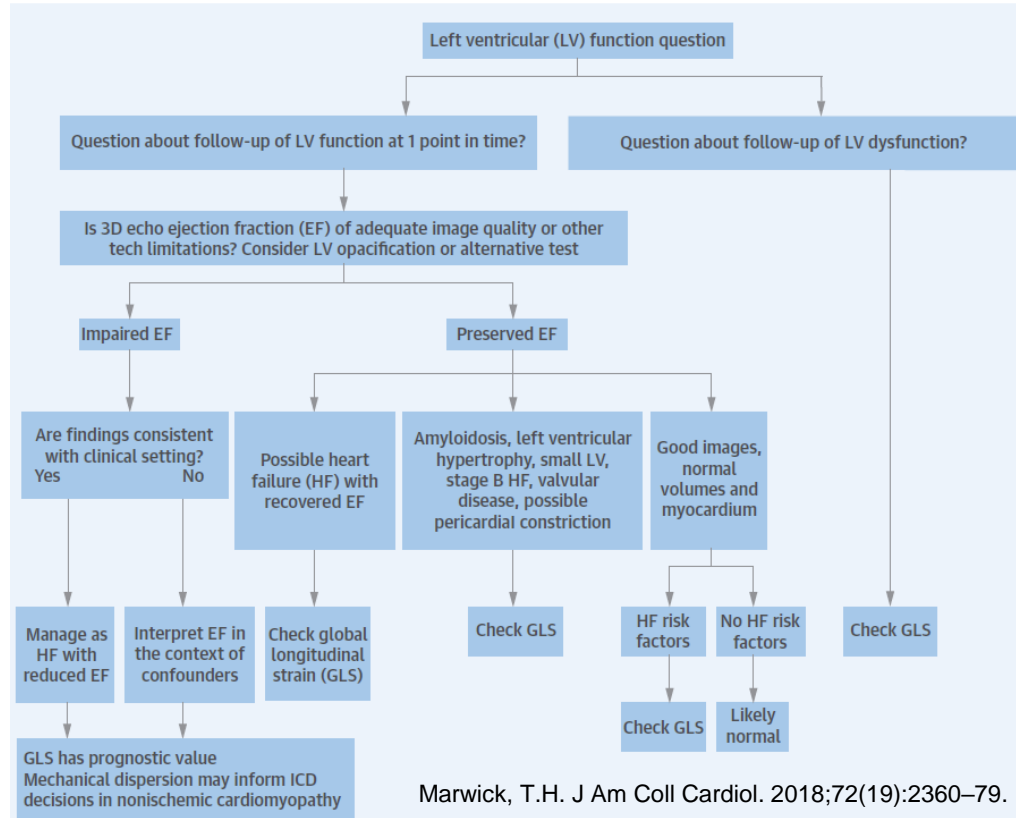 Left ventricular (LV) function question
Question about follow-up of LV function at 1 point in time?
Question about follow-up of LV dysfunction?
Is 3D echo ejection fraction (EF) of adequate image quality or other
tech limitations? Consider LV opacification or alternative test
Impaired EF
Preserved EF
Are findings consistent
with clinical setting?
Yes No
Possible heart
failure (HF) with
recovered EF
Amyloidosis, left ventricular
hypertrophy, small LV,
stage B HF, valvular
disease, possible
pericardial constriction
Good images,
normal
volumes and
myocardium
Manage as
HF with
reduced EF
Interpret EF in
the context of
confounders
Check global
longitudinal
strain (GLS)
Check GLS
HF risk
factors
No HF risk
factors
Check GLS
Check GLS
Likely
normal
GLS has prognostic value
Mechanical dispersion may inform ICD
decisions in nonischemic cardiomyopathy
Marwick, T.H. J Am Coll Cardiol. 2018;72(19):2360–79.